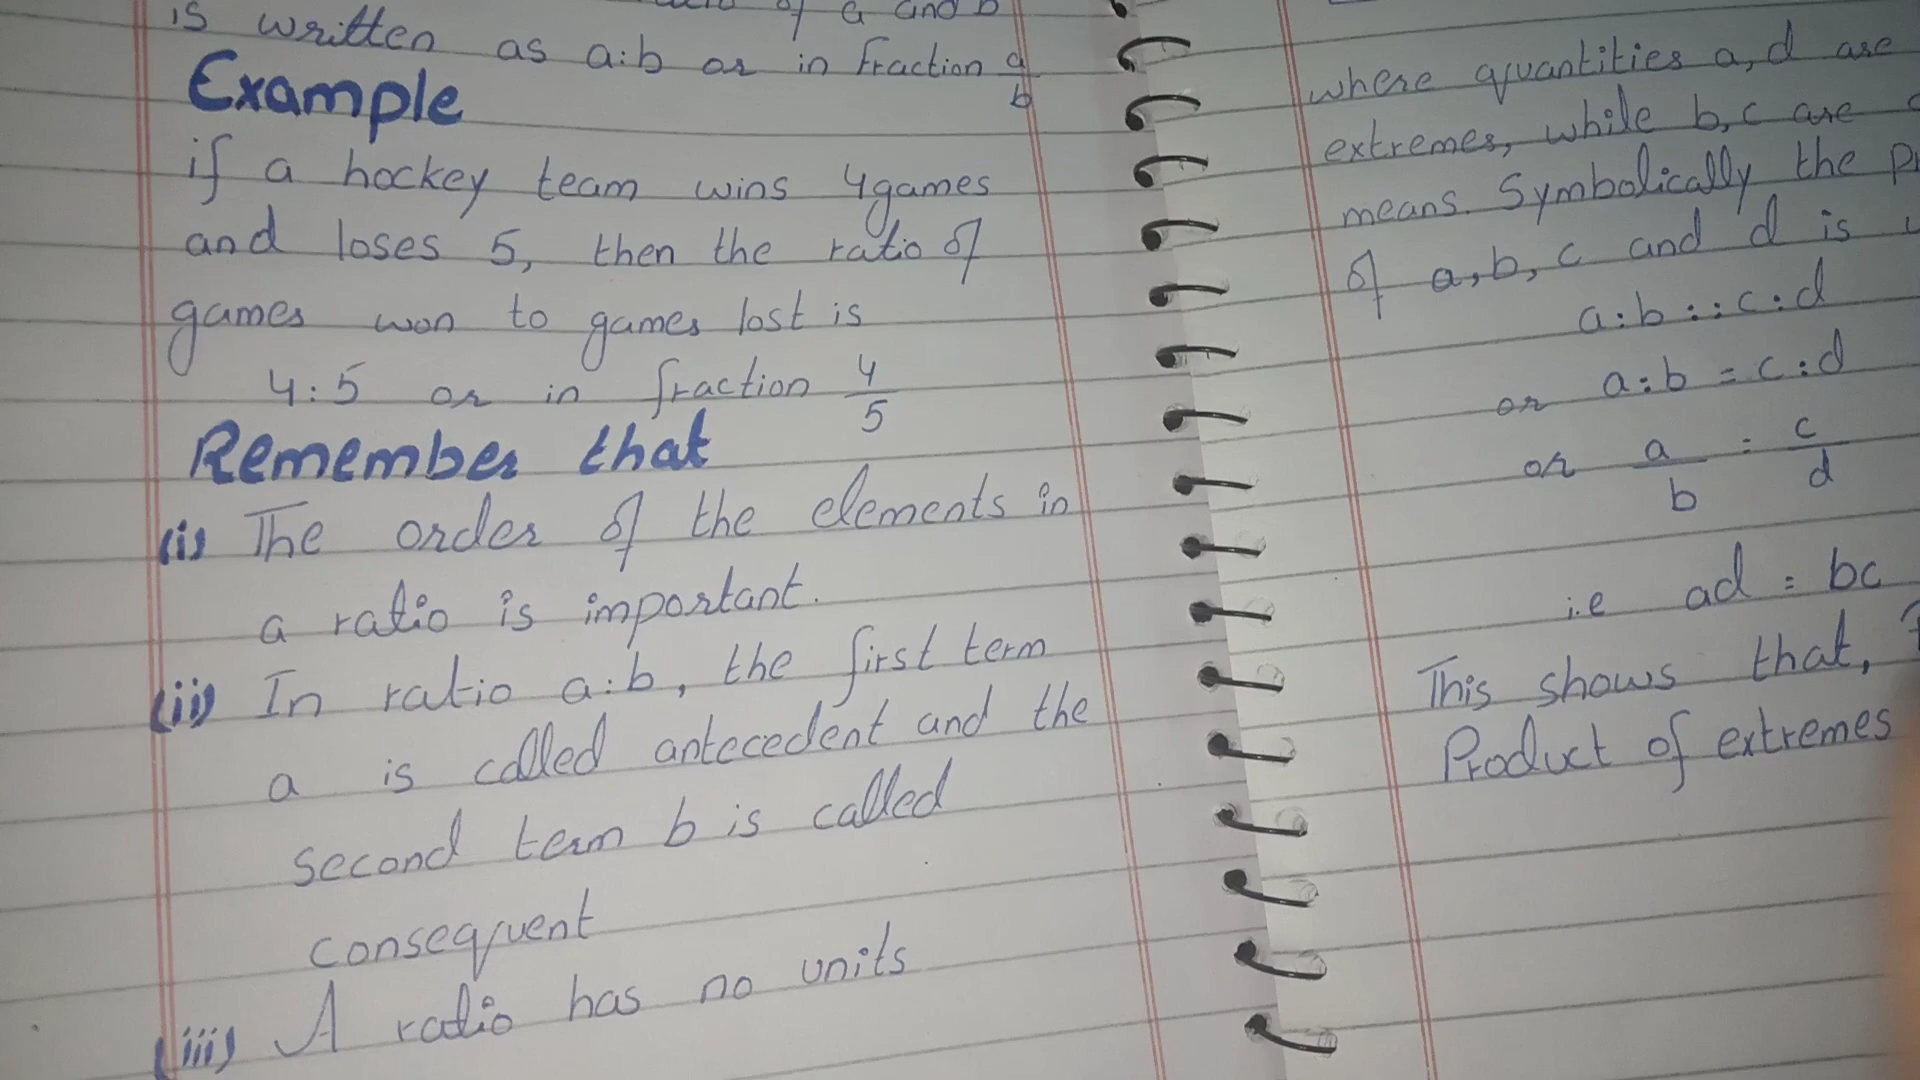 of a and b
is written as a:b or in fraction a/b
Example
if a hockey team wins 4games
and loses 5, then the ratio of
games won to games lost is
4:5 or in fraction 4/5
Remember that
(i) The order of the elements in
a ratio is important.
(ii) In ratio a:b, the first term
a is called antecedent and the
second term b is called
consequent
(iii) A ratio has no units
where quantities a, d are
extremes, while b, c are
means. Symbolically the
of a, b, c and d is
a:b::c:d
or a:b = c:d
or a/b = c/d
i.e ad = bc
This shows that,
Product of extremes